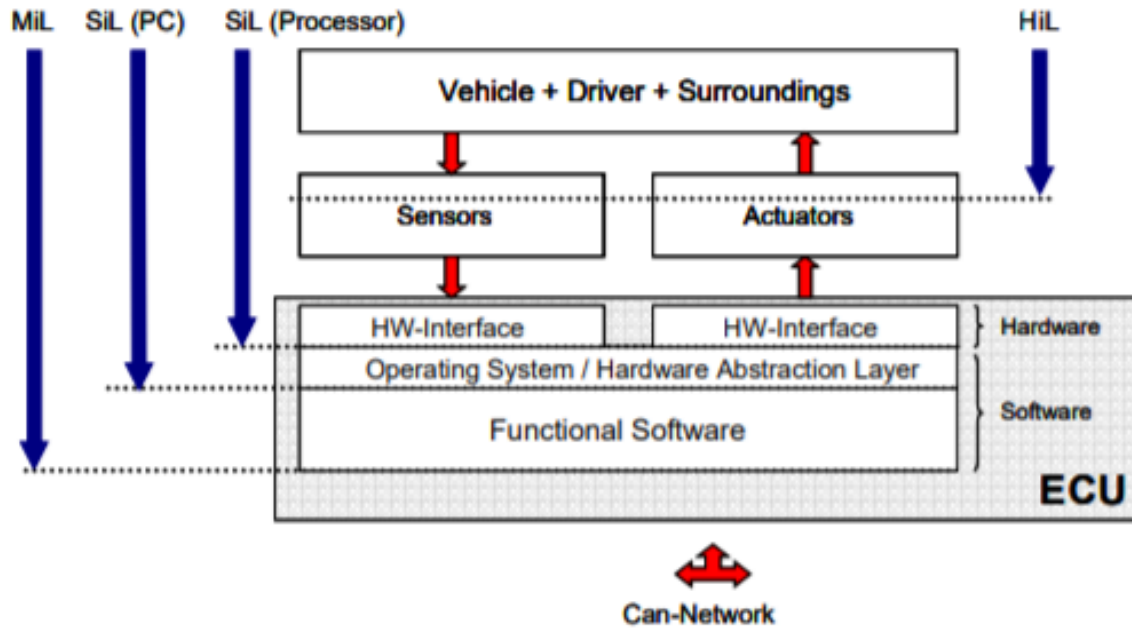 MiL SiL (PC) SiL (Processor) HiL
Vehicle + Driver + Surroundings
Sensors Actuators
HW-Interface HW-Interface Hardware
Operating System / Hardware Abstraction Layer
Software
Functional Software
ECU
Can-Network